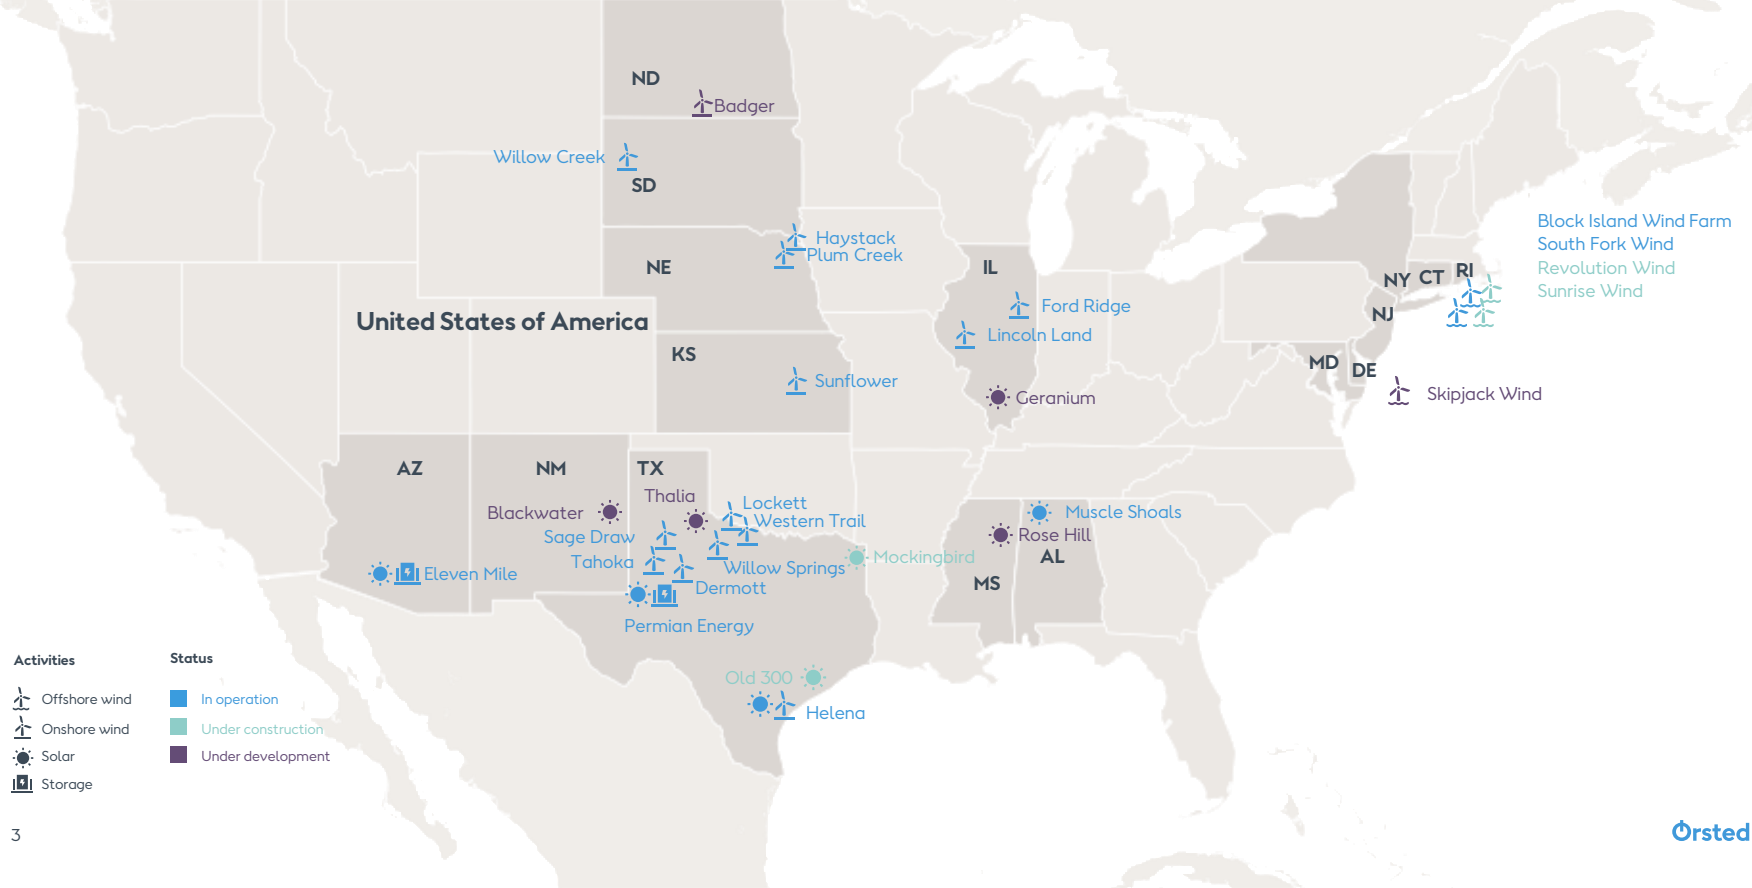 ND
Badger
Willow Creek
SD
Block Island Wind Farm
South Fork Wind
Revolution Wind
Sunrise Wind
Haystack
Plum Creek
NE
IL
NY
CT
RI
Ford Ridge
NJ
United States of America
Lincoln Land
KS
MD
DE
Sunflower
Geranium
Skipjack Wind
AZ
NM
TX
Thalia
Lockett
Blackwater
Western Trail
Muscle Shoals
Sage Draw
Rose Hill
Tahoka
Mockingbird
AL
Eleven Mile
Willow Springs
MS
Dermott
Permian Energy
Old 300
Helena
Activities
Offshore wind
Onshore wind
Solar
Storage
Status
In operation
Under construction
Under development
3
Ørsted